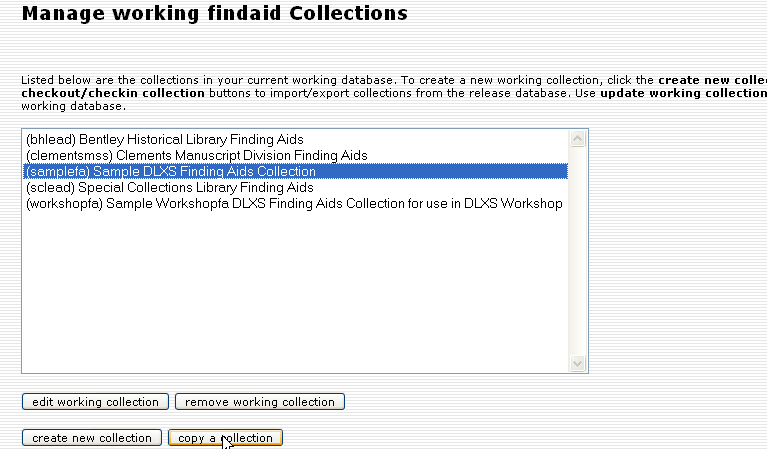 Manage working findaid Collections
Listed below are the collections in your current working database. To create a new working collection, click the create new
checkout/checkin collection buttons to import/export collections from the release database. Use update working collection
working database.
(bhlead) Bentley Historical Library Finding Aids
(clementsmss) Clements Manuscript Division Finding Aids
(samplefa) Sample DLXS Finding Aids Collection
(sclead) Special Collections Library Finding Aids
(workshopfa) Sample Workshopfa DLXS Finding Aids Collection for use in DLXS Workshop
edit working collection remove working collection
create new collection copy a collection